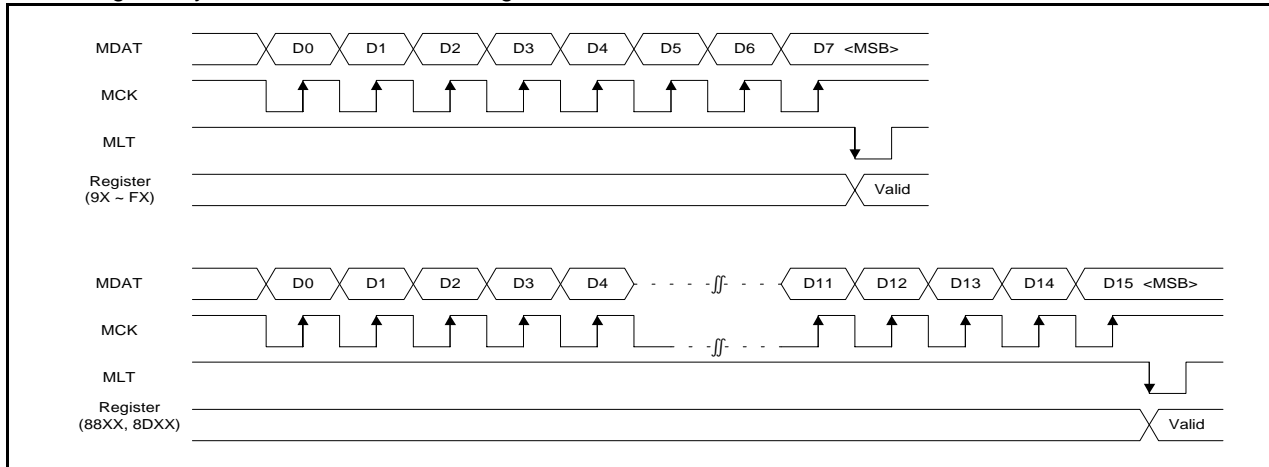 MDAT D0 D1 D2 D3 D4 D5 D6 D7 <MSB>
MCK
MLT
Register
(9X ~ FX)
Valid
MDAT D0 D1 D2 D3 D4 D11 D12 D13 D14 D15 <MSB>
MCK
MLT
Register
(88XX, 8DXX)
Valid